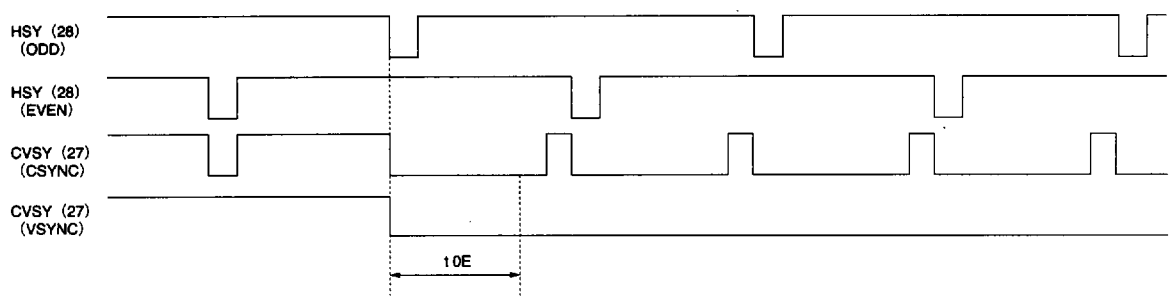 HSY (28)
(ODD)
HSY (28)
(EVEN)
CVSY (27)
(CSYNC)
CVSY (27)
(VSYNC)
t0E